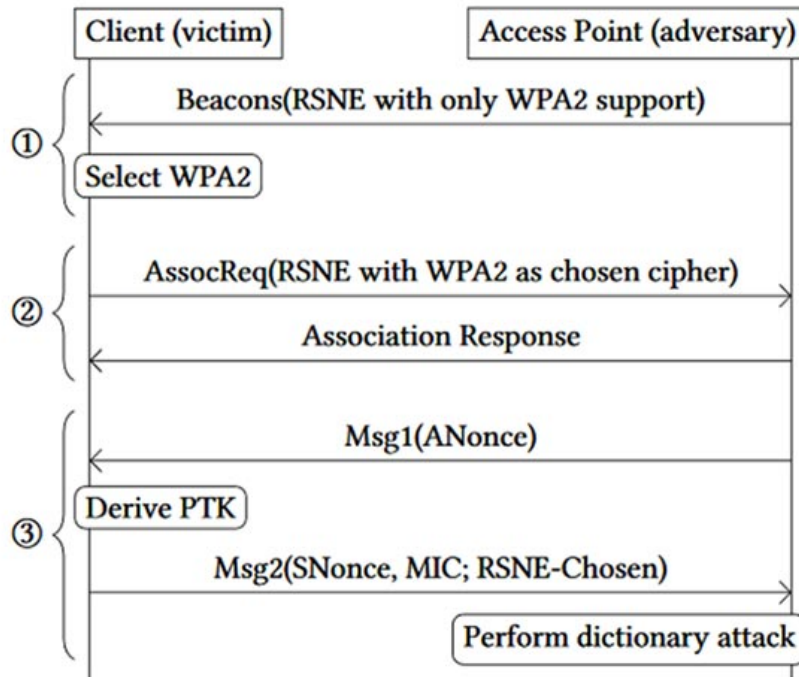 Client (victim)
Access Point (adversary)
Beacons(RSNE with only WPA2 support)
①
Select WPA2
AssocReq(RSNE with WPA2 as chosen cipher)
②
Association Response
Msg1(ANonce)
Derive PTK
③
Msg2(SNonce, MIC; RSNE-Chosen)
Perform dictionary attack